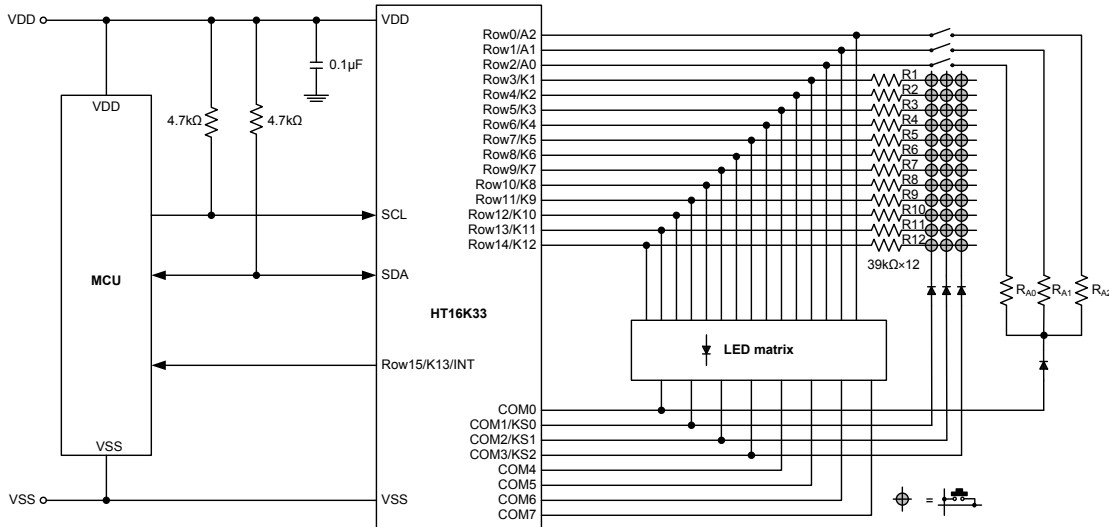 VDD
VDD
VDD
4.7kΩ
4.7kΩ
0.1µF
MCU
VSS
VSS
SCL
SDA
HT16K33
Row15/K13/INT
VSS
Row0/A2
Row1/A1
Row2/A0
Row3/K1
Row4/K2
Row5/K3
Row6/K4
Row7/K5
Row8/K6
Row9/K7
Row10/K8
Row11/K9
Row12/K10
Row13/K11
Row14/K12
R1
R2
R3
R4
R5
R6
R7
R8
R9
R10
R11
R12
39kΩ×12
RA0
RA1
RA2
LED matrix
COM0
COM1/KS0
COM2/KS1
COM3/KS2
COM4
COM5
COM6
COM7
=